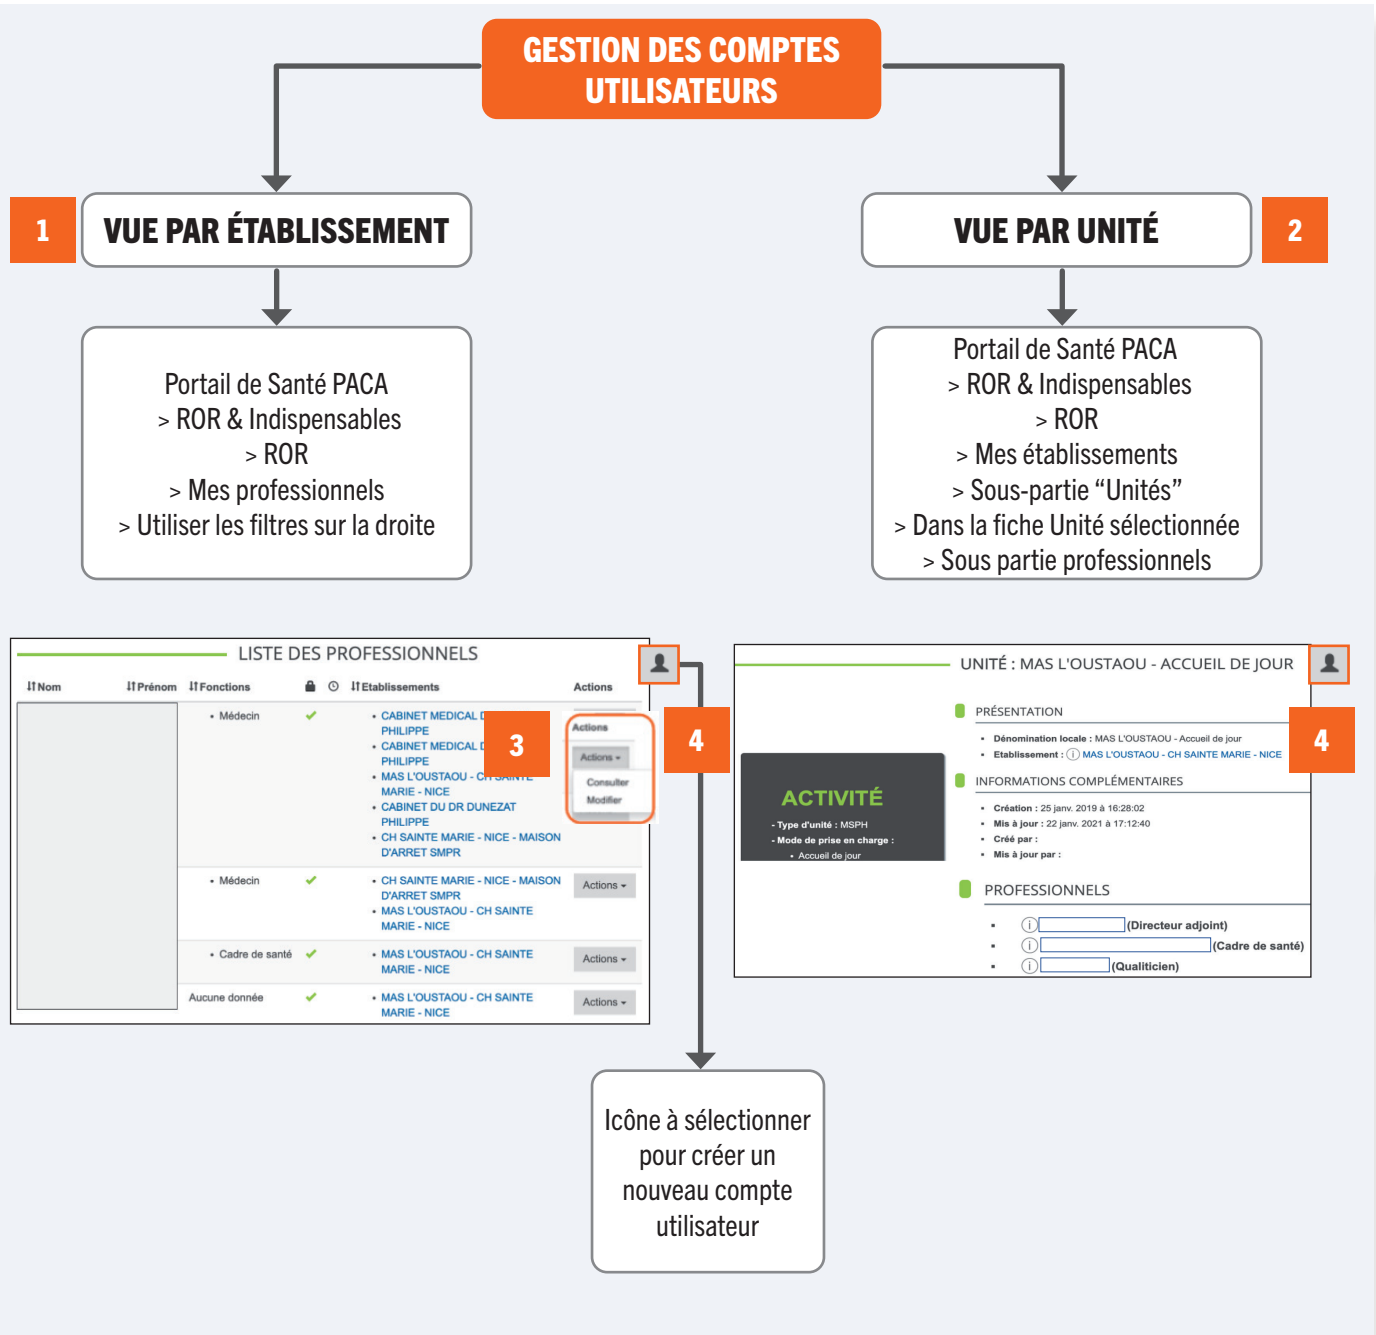 GESTION DES COMPTES
UTILISATEURS
1
VUE PAR ÉTABLISSEMENT
VUE PAR UNITÉ
2
Portail de Santé PACA
> ROR & Indispensables
> ROR
> Mes professionnels
> Utiliser les filtres sur la droite
Portail de Santé PACA
> ROR & Indispensables
> ROR
> Mes établissements
> Sous-partie “Unités”
> Dans la fiche Unité sélectionnée
> Sous partie professionnels
LISTE DES PROFESSIONNELS
Nom Prénom Fonctions Etablissements Actions
• Médecin
• CABINET MEDICAL
PHILIPPE
• CABINET MEDICAL
PHILIPPE
• MAS L'OUSTAOU - CH SAINTE
MARIE - NICE
• CABINET DU DR DUNEZAT
PHILIPPE
• CH SAINTE MARIE - NICE - MAISON
D'ARRET SMPR
3
Actions
Actions
Consulter
Modifier
4
• Médecin
• CH SAINTE MARIE - NICE - MAISON
D'ARRET SMPR
• MAS L'OUSTAOU - CH SAINTE
MARIE - NICE
Actions
• Cadre de santé
• MAS L'OUSTAOU - CH SAINTE
MARIE - NICE
Actions
Aucune donnée
• MAS L'OUSTAOU - CH SAINTE
MARIE - NICE
Actions
UNITÉ : MAS L'OUSTAOU - ACCUEIL DE JOUR
PRÉSENTATION
• Dénomination locale : MAS L'OUSTAOU - Accueil de jour
• Etablissement : i MAS L'OUSTAOU - CH SAINTE MARIE - NICE
4
INFORMATIONS COMPLÉMENTAIRES
• Création : 25 janv. 2019 à 16:28:02
• Mis à jour : 22 janv. 2021 à 17:12:40
• Créé par :
• Mis à jour par :
ACTIVITÉ
- Type d'unité : MSPH
- Mode de prise en charge :
• Accueil de jour
PROFESSIONNELS
• i (Directeur adjoint)
• i (Cadre de santé)
• i (Qualiticien)
Icône à sélectionner
pour créer un
nouveau compte
utilisateur